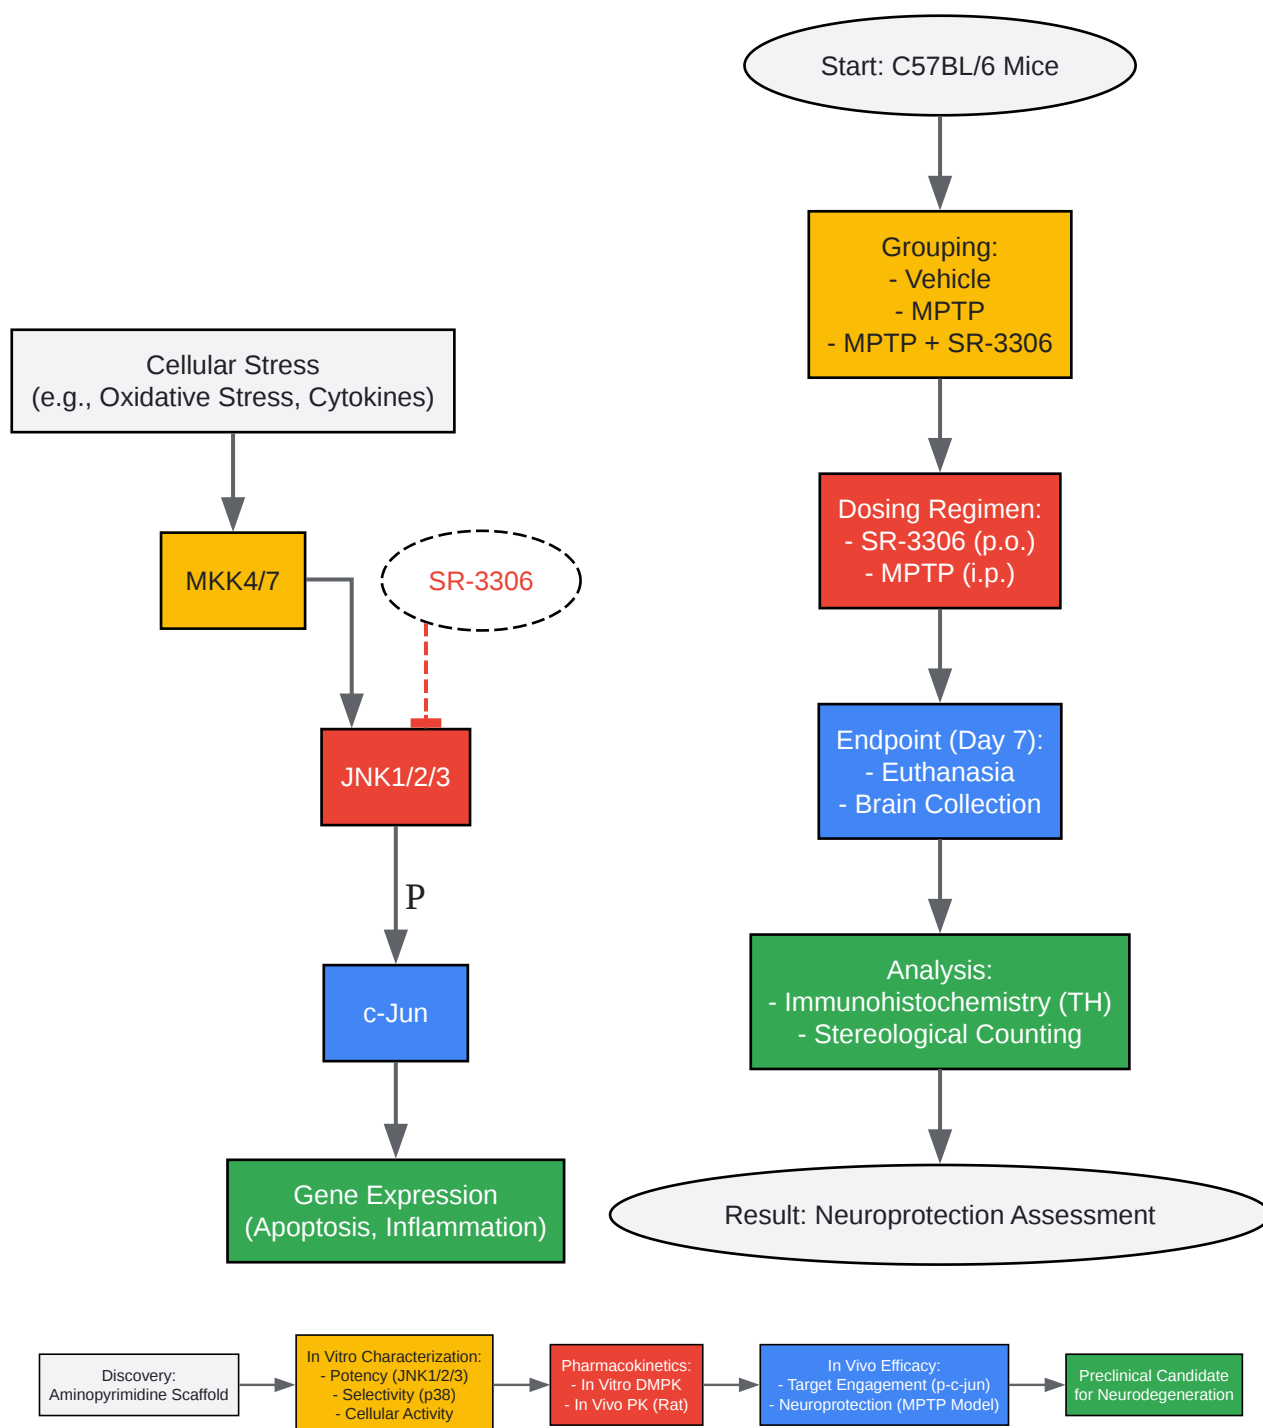 Cellular Stress
(e.g., Oxidative Stress, Cytokines)
MKK4/7
SR-3306
JNK1/2/3
P
c-Jun
Gene Expression
(Apoptosis, Inflammation)
Start: C57BL/6 Mice
Grouping:
- Vehicle
- MPTP
- MPTP + SR-3306
Dosing Regimen:
- SR-3306 (p.o.)
- MPTP (i.p.)
Endpoint (Day 7):
- Euthanasia
- Brain Collection
Analysis:
- Immunohistochemistry (TH)
- Stereological Counting
Result: Neuroprotection Assessment
Discovery:
Aminopyrimidine Scaffold
In Vitro Characterization:
- Potency (JNK1/2/3)
- Selectivity (p38)
- Cellular Activity
Pharmacokinetics:
- In Vitro DMPK
- In Vivo PK (Rat)
In Vivo Efficacy:
- Target Engagement (p-c-jun)
- Neuroprotection (MPTP Model)
Preclinical Candidate
for Neurodegeneration